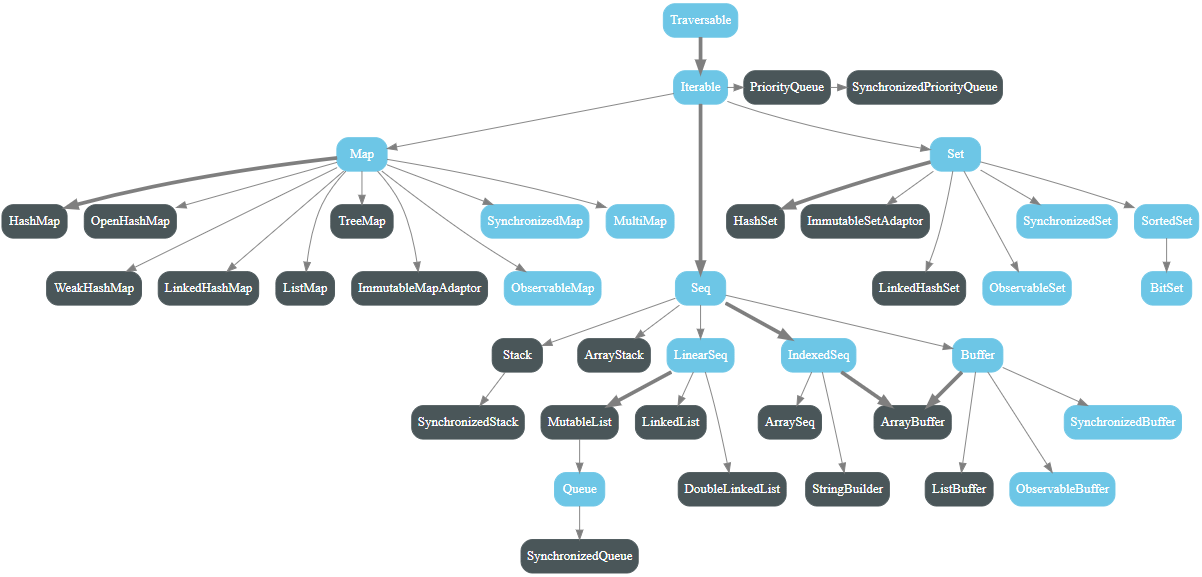 Traversable
Iterable
PriorityQueue
SynchronizedPriorityQueue
Map
Set
HashMap
OpenHashMap
TreeMap
SynchronizedMap
MultiMap
HashSet
ImmutableSetAdaptor
SynchronizedSet
SortedSet
WeakHashMap
LinkedHashMap
ListMap
ImmutableMapAdaptor
ObservableMap
Seq
LinkedHashSet
ObservableSet
BitSet
Stack
ArrayStack
LinearSeq
IndexedSeq
Buffer
SynchronizedStack
MutableList
LinkedList
ArraySeq
ArrayBuffer
SynchronizedBuffer
Queue
DoubleLinkedList
StringBuilder
ListBuffer
ObservableBuffer
SynchronizedQueue